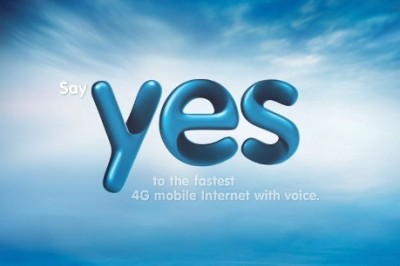 Say
yes
to the fastest
4G mobile Internet with voice.